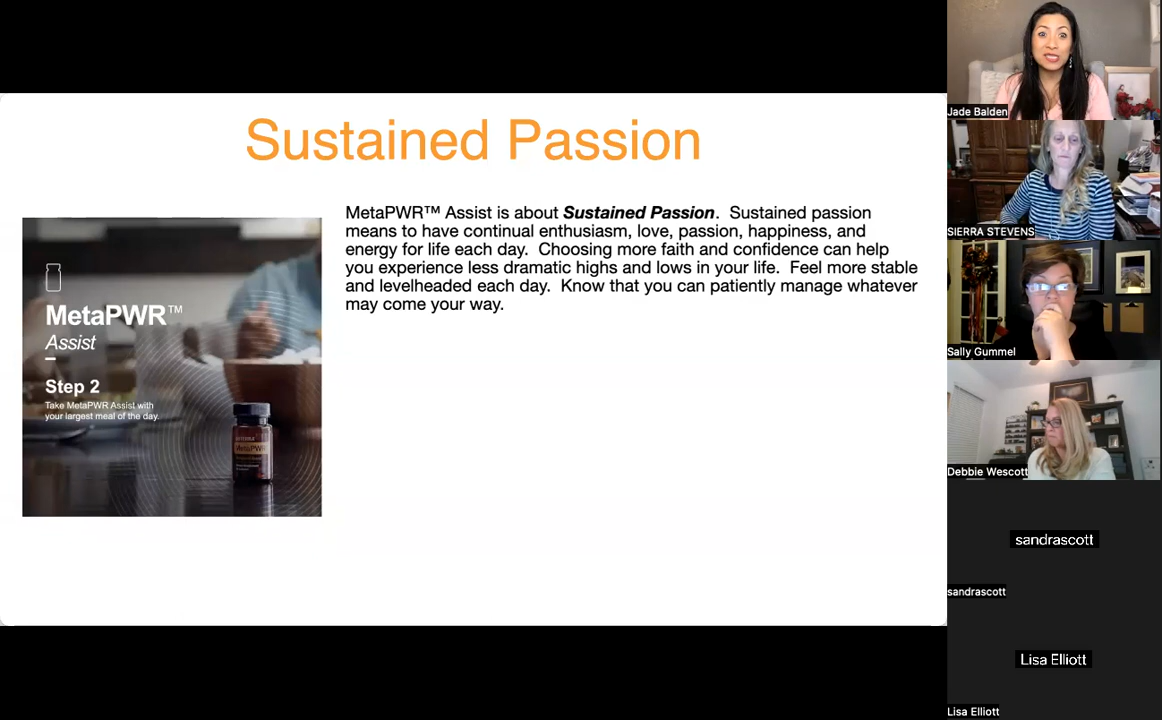 Sustained Passion
MetaPWR™ Assist is about Sustained Passion. Sustained passion
means to have continual enthusiasm, love, passion, happiness, and
energy for life each day. Choosing more faith and confidence can help
you experience less dramatic highs and lows in your life. Feel more stable
and levelheaded each day. Know that you can patiently manage whatever
may come your way.
MetaPWR™
Assist
Step 2
Take MetaPWR Assist with
your largest meal of the day.
MetaPWR
Jade Balden
SIERRA STEVENS
Sally Gummel
Debbie Wescott
sandrascott
sandrascott
Lisa Elliott
Lisa Elliott